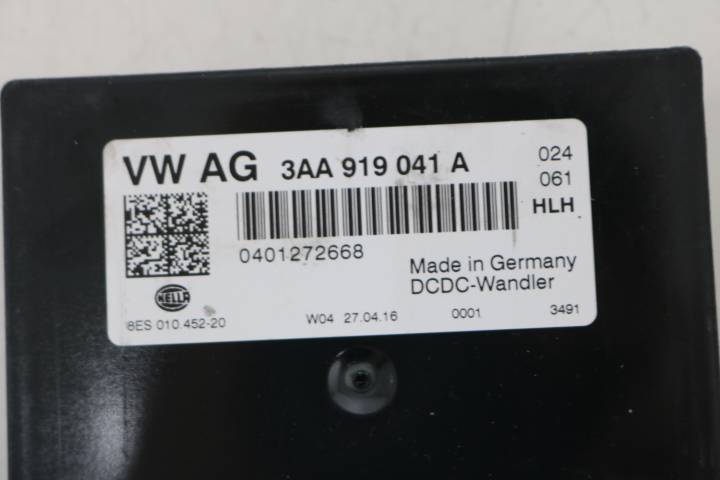 VW AG 3AA 919 041 A
024
061
HLH
0401272668
Made in Germany
DCDC-Wandler
HELLA
8ES 010.452-20
W04 27.04.16
0001
3491